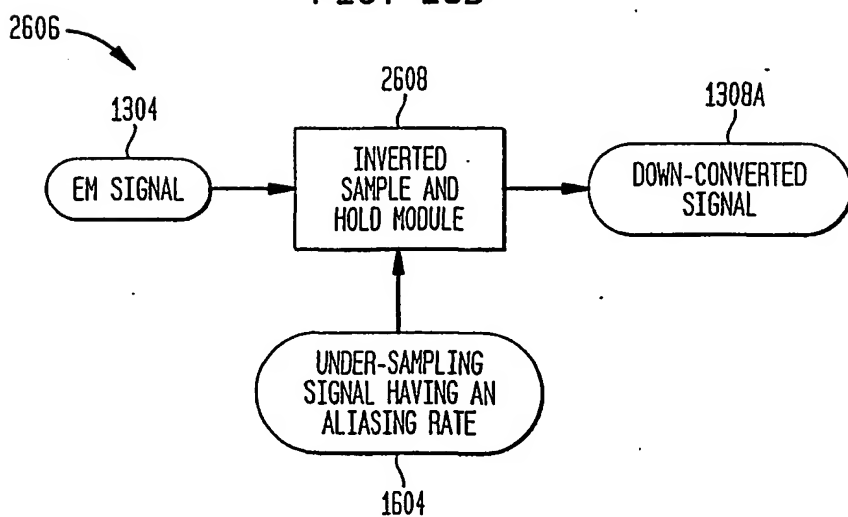 2606
1304
EM SIGNAL
2608
INVERTED
SAMPLE AND
HOLD MODULE
1308A
DOWN-CONVERTED
SIGNAL
UNDER-SAMPLING
SIGNAL HAVING AN
ALIASING RATE
1604